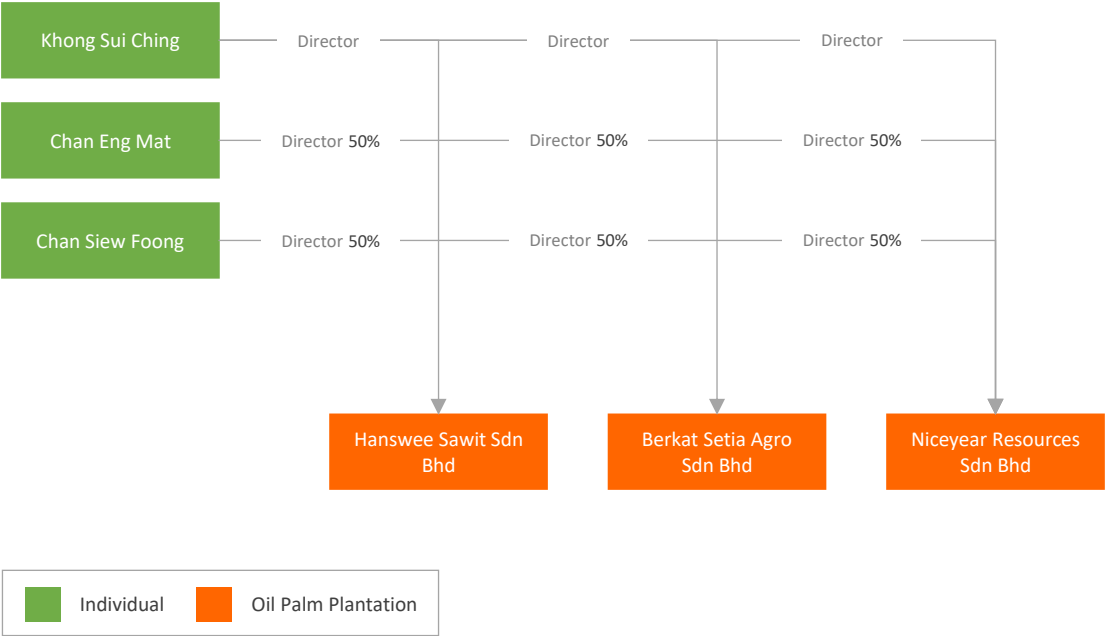 Khong Sui Ching
Director
Director
Director
Chan Eng Mat
Director 50%
Director 50%
Director 50%
Chan Siew Foong
Director 50%
Director 50%
Director 50%
Hanswee Sawit Sdn
Bhd
Berkat Setia Agro
Sdn Bhd
Niceyear Resources
Sdn Bhd
Individual
Oil Palm Plantation